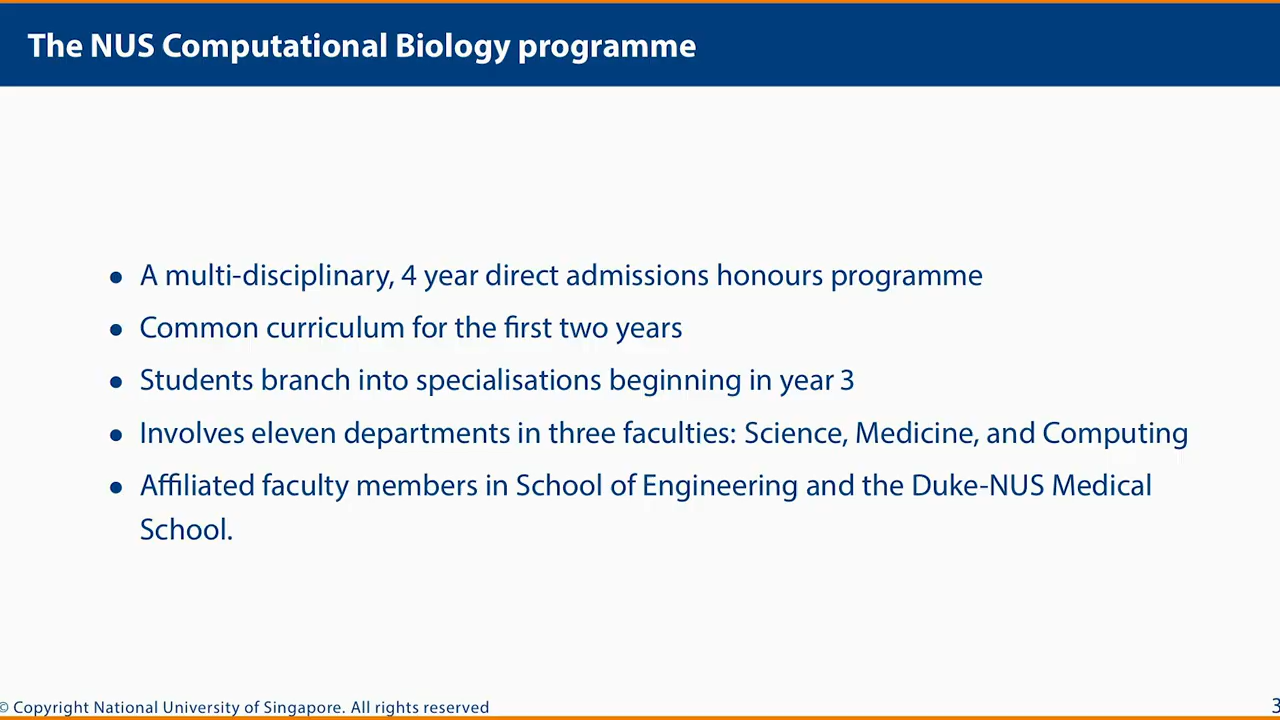 The NUS Computational Biology programme
● A multi-disciplinary, 4 year direct admissions honours programme
● Common curriculum for the first two years
● Students branch into specialisations beginning in year 3
● Involves eleven departments in three faculties: Science, Medicine, and Computing
● Affiliated faculty members in School of Engineering and the Duke-NUS Medical
School.
© Copyright National University of Singapore. All rights reserved
3